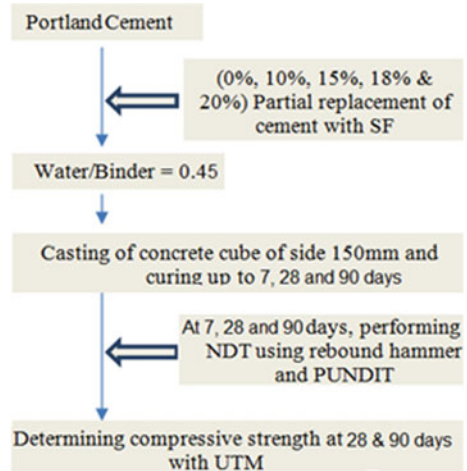 Portland Cement
(0%, 10%, 15%, 18% &
20%) Partial replacement of
cement with SF
Water/Binder = 0.45
Casting of concrete cube of side 150mm and
curing up to 7, 28 and 90 days
At 7, 28 and 90 days, performing
NDT using rebound hammer
and PUNDIT
Determining compressive strength at 28 & 90 days
with UTM